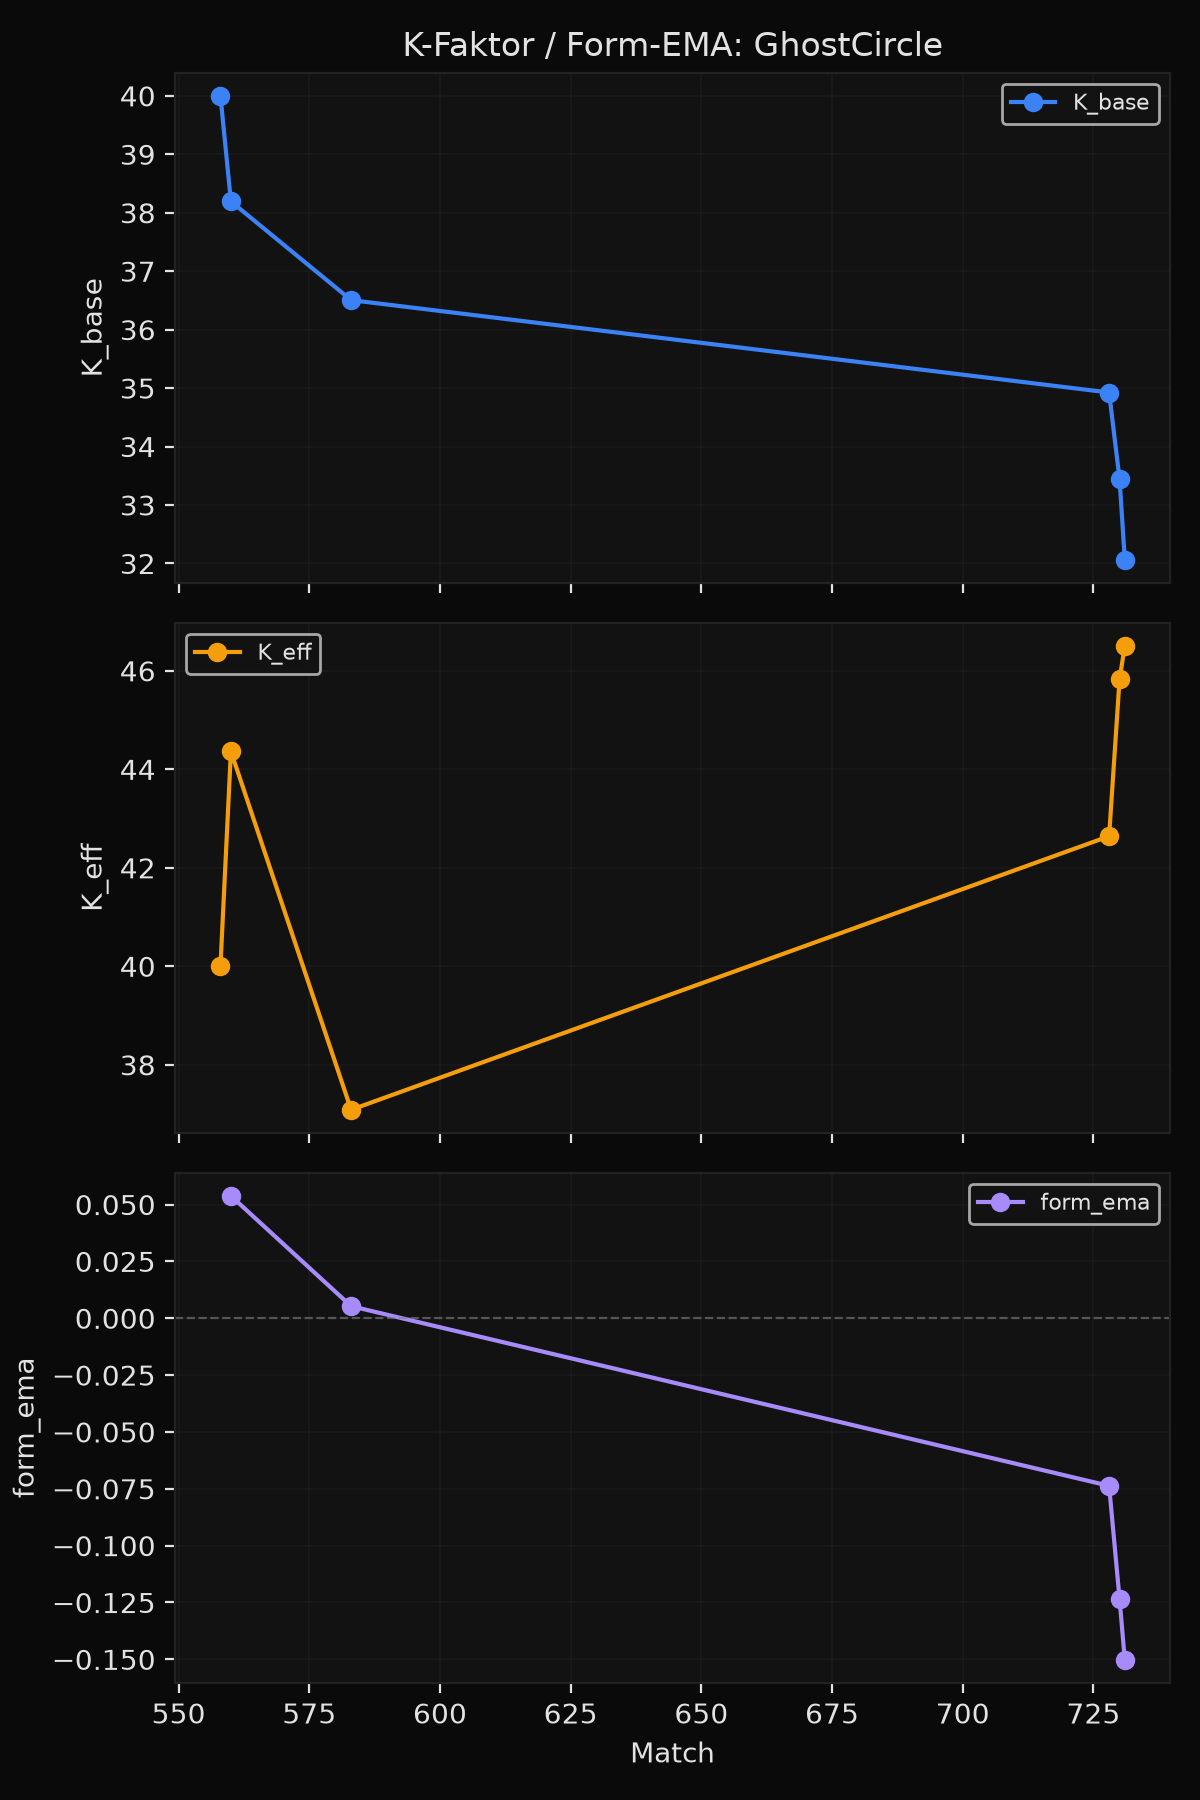 K-Faktor / Form-EMA: GhostCircle
K_base
40
39
38
37
36
35
34
33
32
K_base
K_eff
46
44
42
40
38
K_eff
form_ema
0.050
0.025
0.000
−0.025
−0.050
−0.075
−0.100
−0.125
−0.150
form_ema
550 575 600 625 650 675 700 725
Match